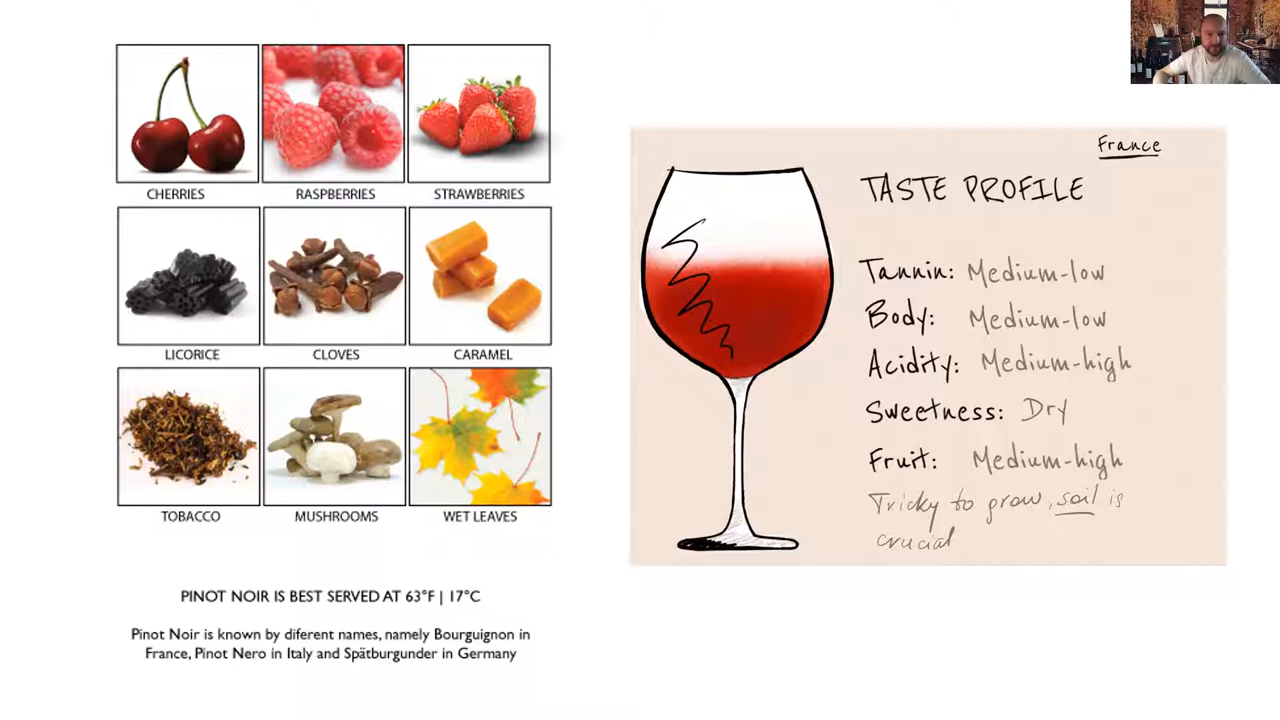 CHERRIES
RASPBERRIES
STRAWBERRIES
LICORICE
CLOVES
CARAMEL
TOBACCO
MUSHROOMS
WET LEAVES
PINOT NOIR IS BEST SERVED AT 63°F | 17°C
Pinot Noir is known by diferent names, namely Bourguignon in
France, Pinot Nero in Italy and Spätburgunder in Germany
France
TASTE PROFILE
Tannin: Medium-low
Body: Medium-low
Acidity: Medium-high
Sweetness: Dry
Fruit: Medium-high
Tricky to grow, soil is
crucial